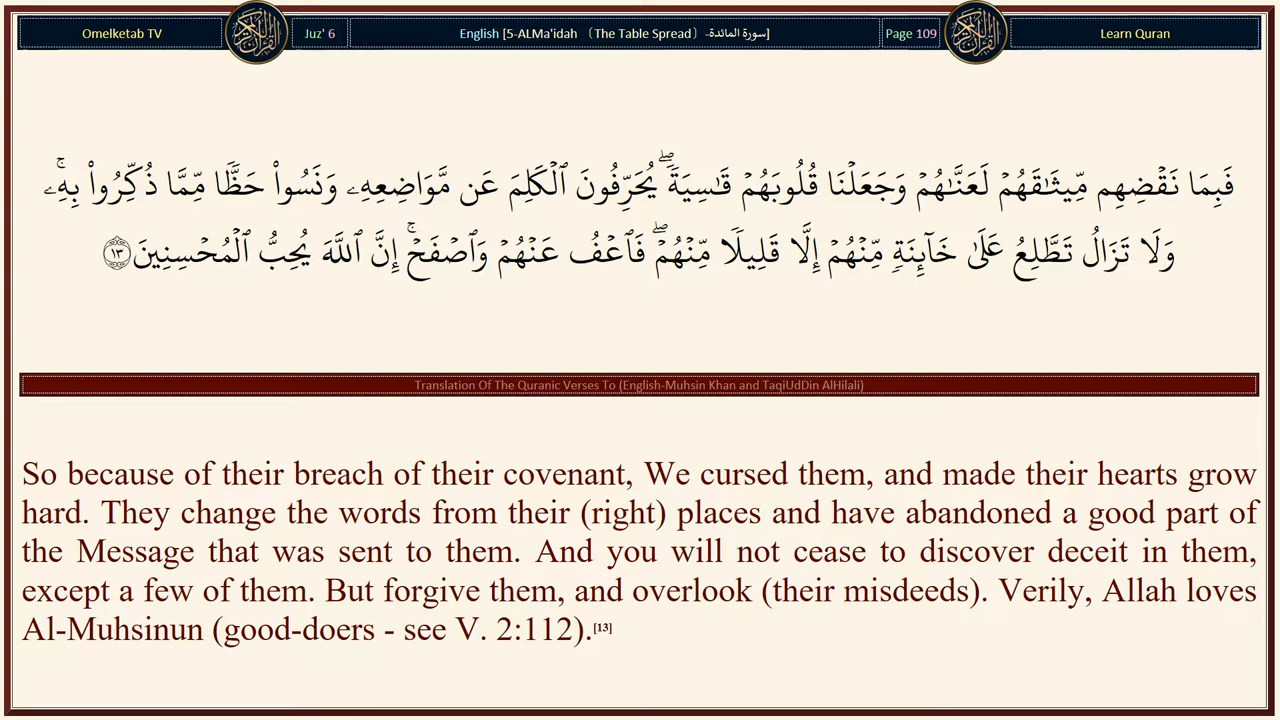 Omelketab TV
Juz' 6
English [5-ALMa'idah （The Table Spread） -سورة المائدة]
Page 109
Learn Quran
فَبِمَا نَقۡضِهِم مِّيثَٰقَهُمۡ لَعَنَّٰهُمۡ وَجَعَلۡنَا قُلُوبَهُمۡ قَٰسِيَةٗۖ يُحَرِّفُونَ ٱلۡكَلِمَ عَن مَّوَاضِعِهِۦ وَنَسُواْ حَظّٗا مِّمَّا ذُكِّرُواْ بِهِۦۚ
وَلَا تَزَالُ تَطَّلِعُ عَلَىٰ خَآئِنَةٖ مِّنۡهُمۡ إِلَّا قَلِيلٗا مِّنۡهُمۡۖ فَٱعۡفُ عَنۡهُمۡ وَٱصۡفَحۡۚ إِنَّ ٱللَّهَ يُحِبُّ ٱلۡمُحۡسِنِينَ ١٣
Translation Of The Quranic Verses To (English-Muhsin Khan and TaqiUdDin AlHilali)
So because of their breach of their covenant, We cursed them, and made their hearts grow
hard. They change the words from their (right) places and have abandoned a good part of
the Message that was sent to them. And you will not cease to discover deceit in them,
except a few of them. But forgive them, and overlook (their misdeeds). Verily, Allah loves
Al-Muhsinun (good-doers - see V. 2:112).[13]